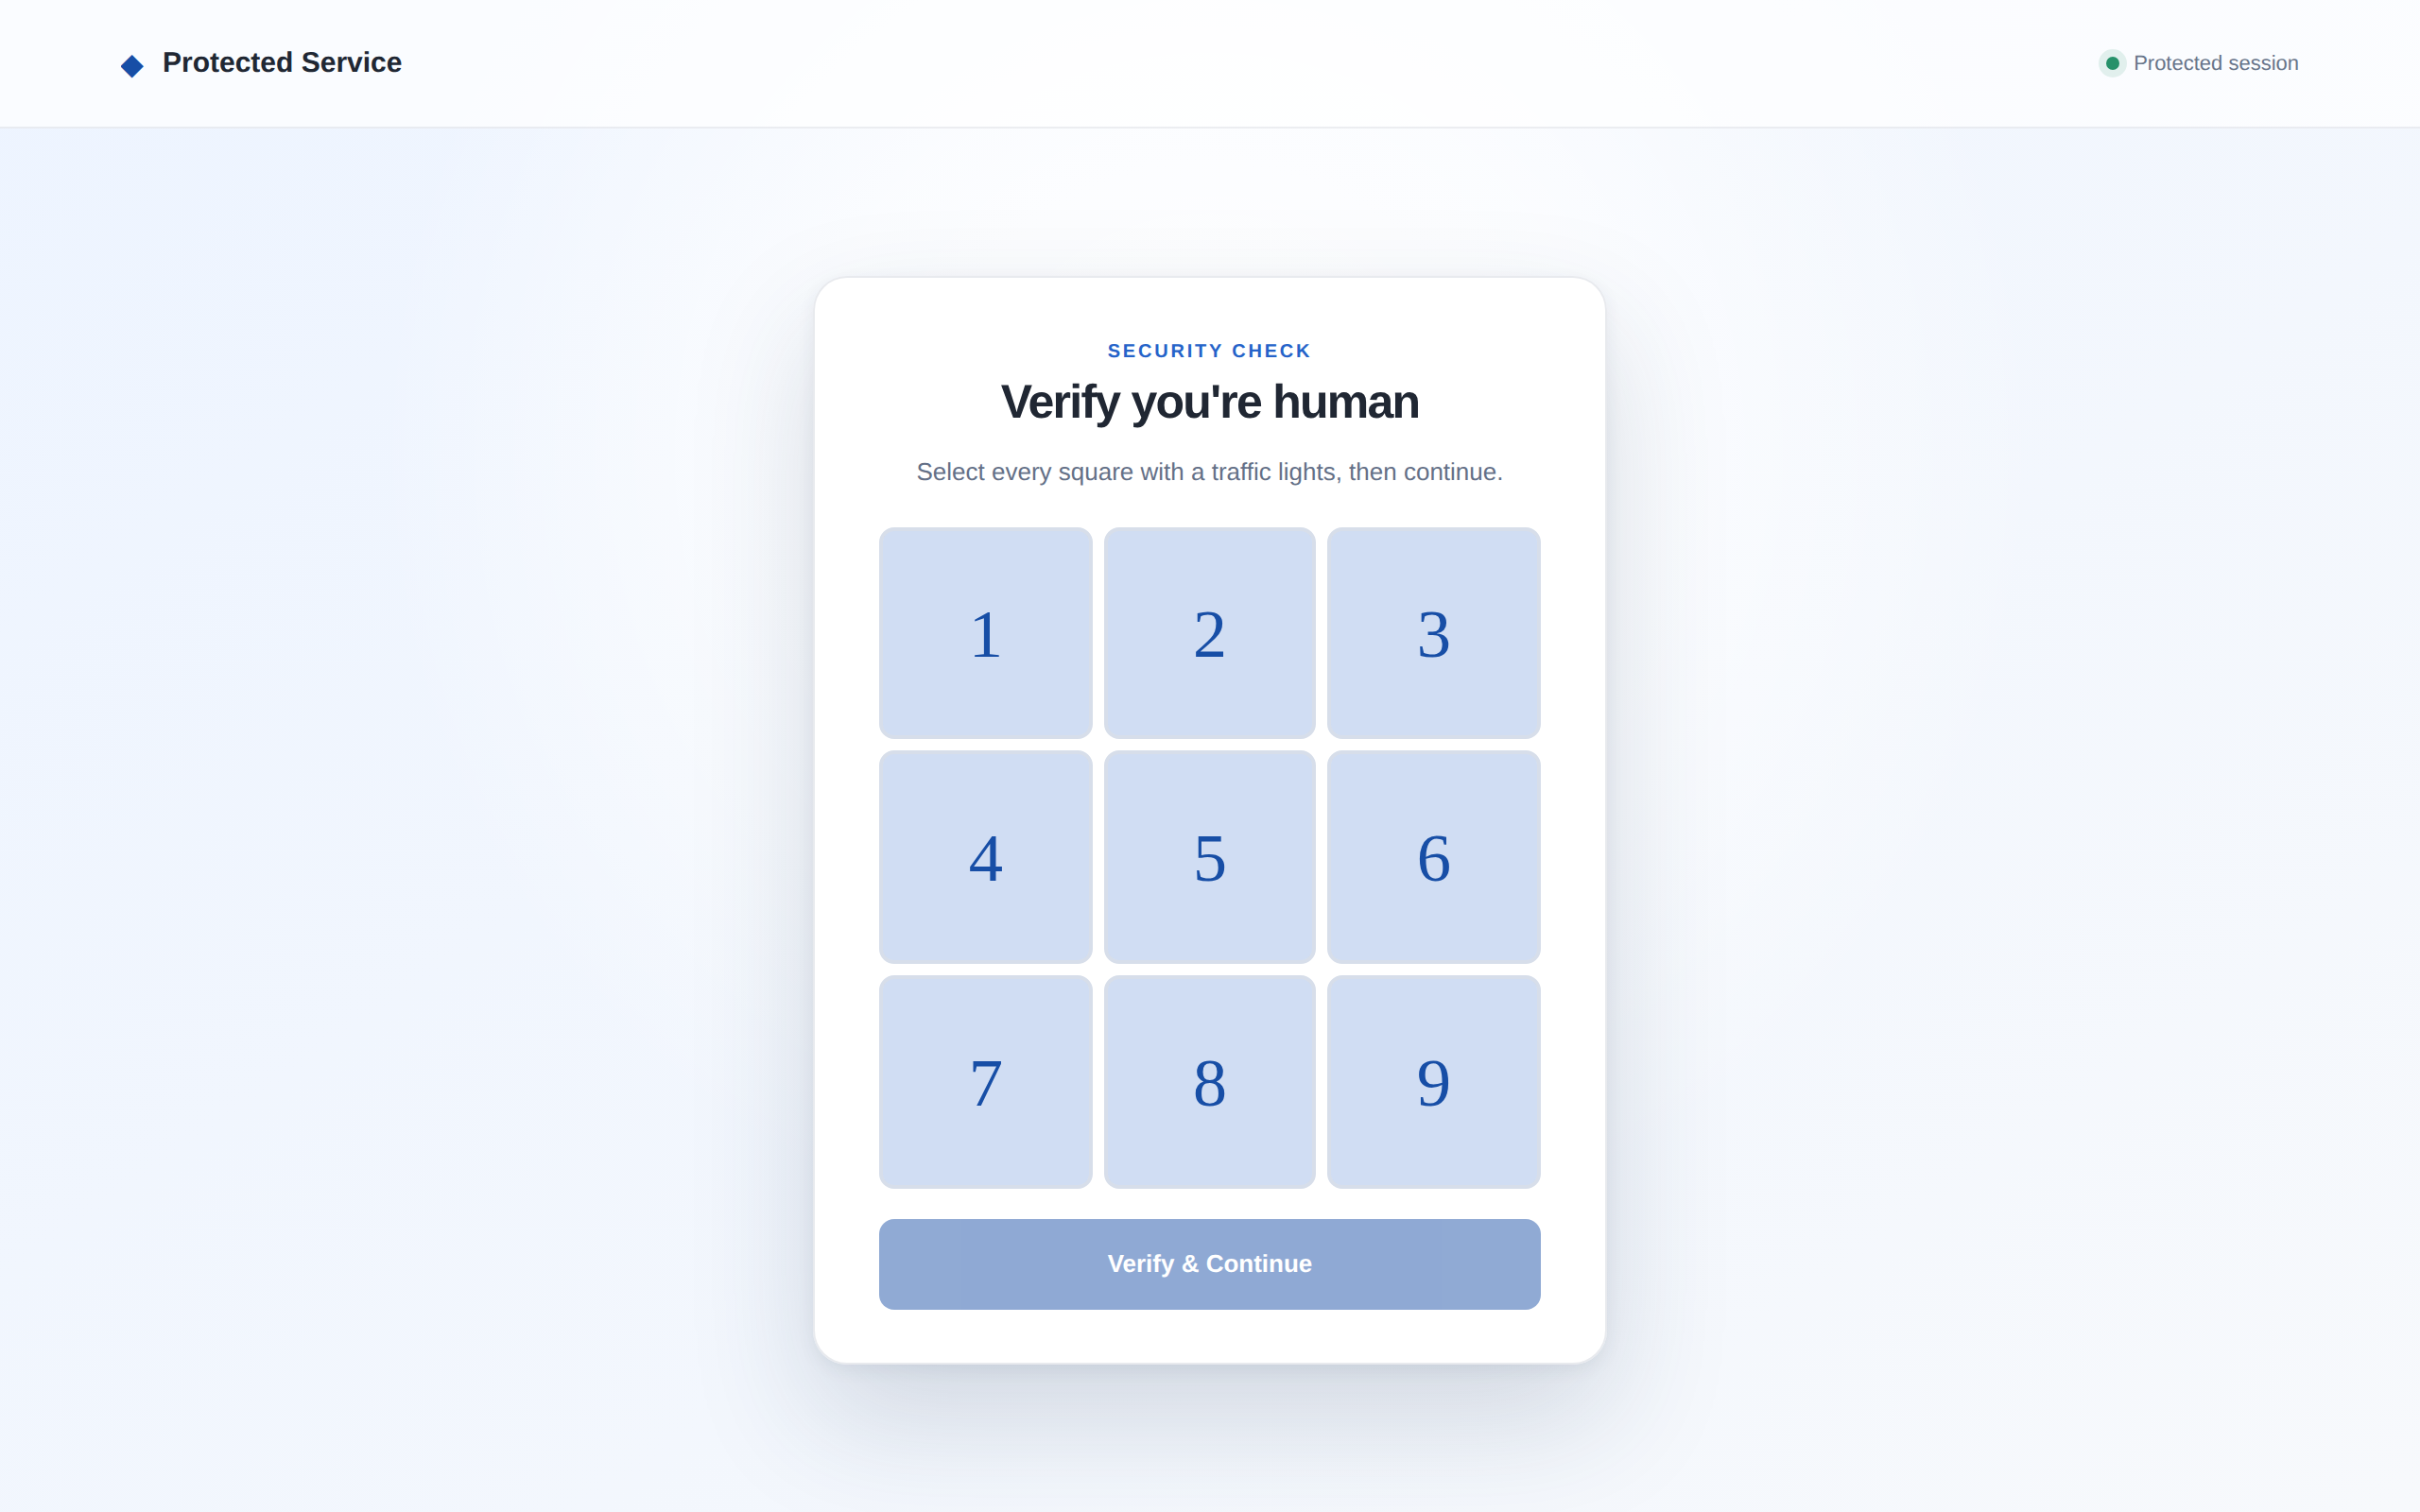 Protected Service
Protected session
SECURITY CHECK
Verify you're human
Select every square with a traffic lights, then continue.
1 2 3
4 5 6
7 8 9
Verify & Continue